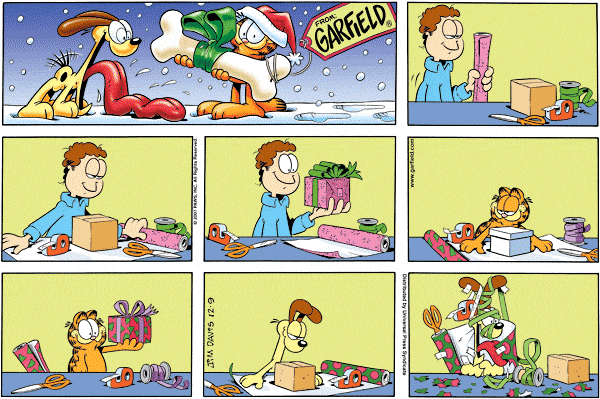 FROM:
GARFIELD®
© 2007 PAWS, INC. All Rights Reserved.
www.garfield.com
JIM DAVIS 12·9
Distributed by Universal Press Syndicate